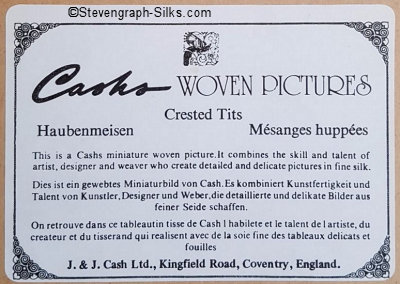 ©Stevengraph-Silks.com
Cashs WOVEN PICTURES
Crested Tits
Haubenmeisen Mésanges huppées
This is a Cashs miniature woven picture.It combines the skill and talent of
artist, designer and weaver who create detailed and delicate pictures in fine silk.
Dies ist ein gewebtes Miniaturbild von Cash.Es kombiniert Kunstfertigkeit und
Talent von Kunstler,Designer und Weber,die detaillierte und delikate Bilder aus
feiner Seide schaffen.
On retrouve dans ce tableautin tisse de Cash l habilete et le talent de l artiste, du
createur et du tisserand qui realisent avec de la soie fine des tableaux delicats et
fouilles
J. & J. Cash Ltd., Kingfield Road, Coventry, England.